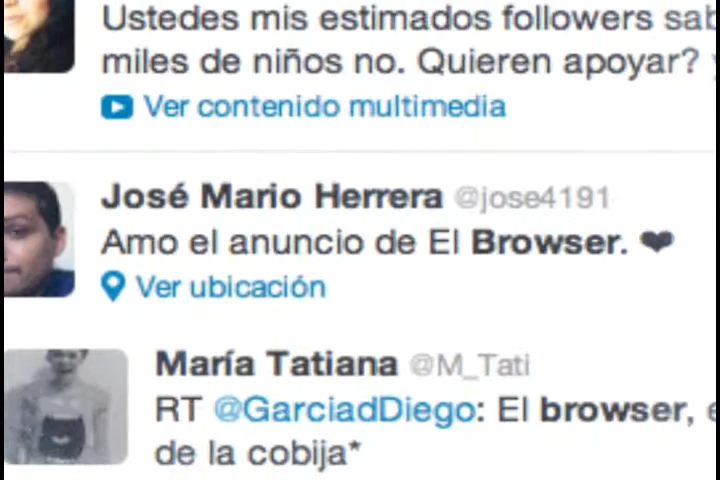 Ustedes mis estimados followers
miles de niños no. Quieren apoyar?
Ver contenido multimedia
José Mario Herrera @jose4191
Amo el anuncio de El Browser. ❤
Ver ubicación
María Tatiana @M_Tati
RT @GarciadDiego: El browser,
de la cobija*